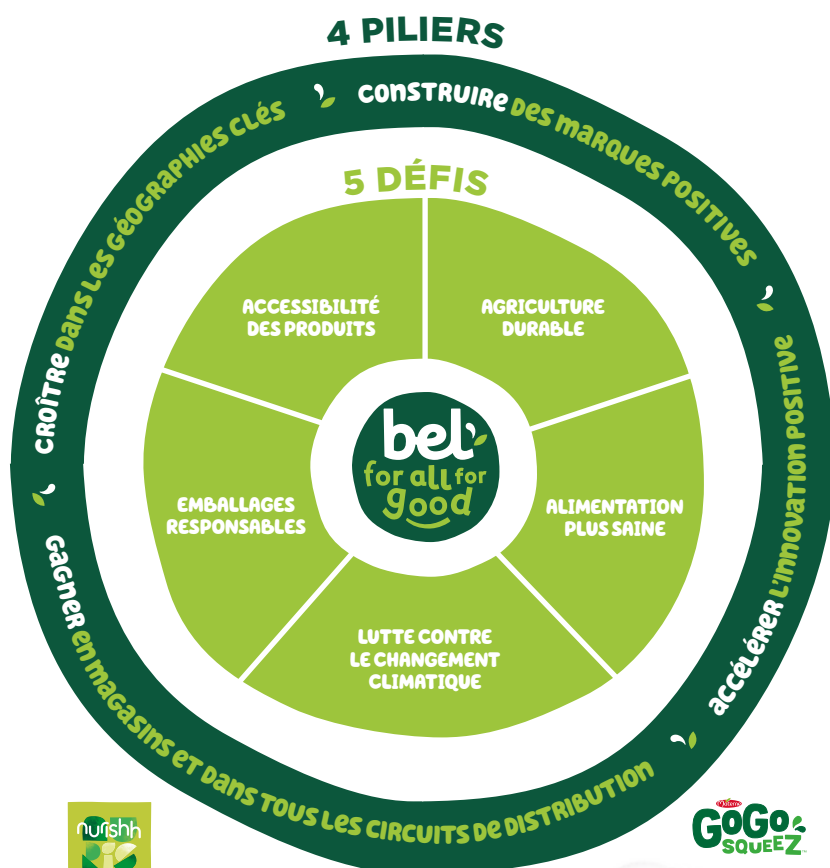 4 PILIERS
CONSTRUIRE DES MARQUES POSITIVES
ACCÉLÉRER L'INNOVATION POSITIVE
GAGNER EN MAGASINS ET DANS TOUS LES CIRCUITS DE DISTRIBUTION
CROÎTRE DANS LES GÉOGRAPHIES CLÉS
5 DÉFIS
ACCESSIBILITÉ
DES PRODUITS
AGRICULTURE
DURABLE
ALIMENTATION
PLUS SAINE
LUTTE CONTRE
LE CHANGEMENT
CLIMATIQUE
EMBALLAGES
RESPONSABLES
bel
for all for
good
nurishh
GoGo
SQUEEZ